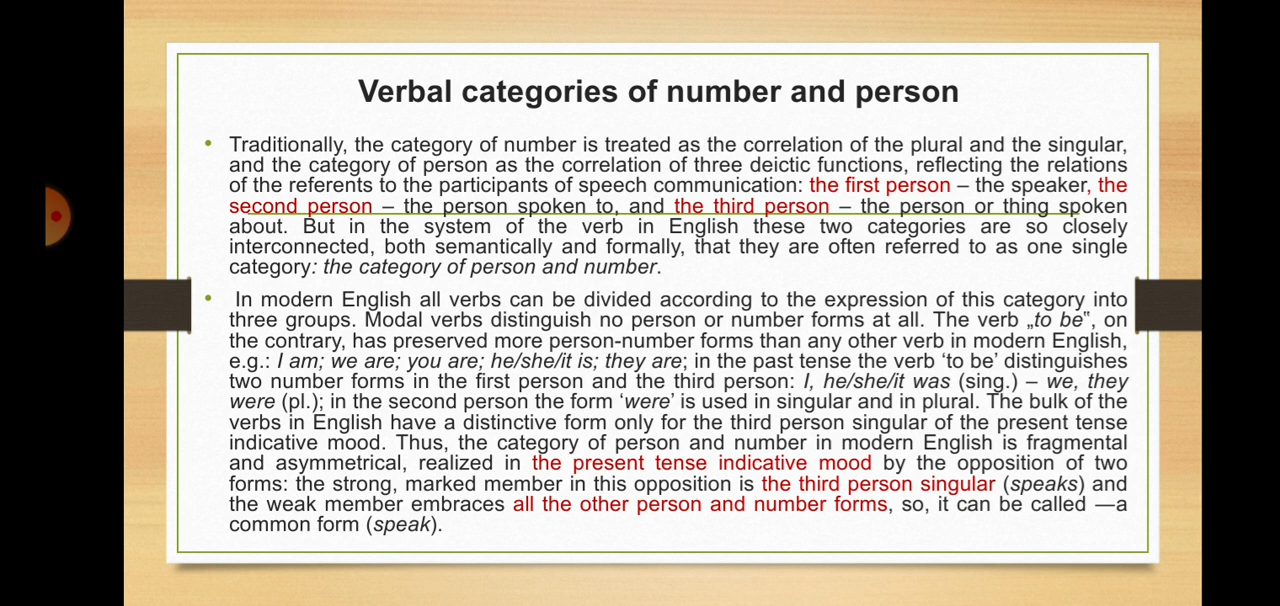 Verbal categories of number and person
• Traditionally, the category of number is treated as the correlation of the plural and the singular,
and the category of person as the correlation of three deictic functions, reflecting the relations
of the referents to the participants of speech communication: the first person – the speaker, the
second person – the person spoken to, and the third person – the person or thing spoken
about. But in the system of the verb in English these two categories are so closely
interconnected, both semantically and formally, that they are often referred to as one single
category: the category of person and number.
• In modern English all verbs can be divided according to the expression of this category into
three groups. Modal verbs distinguish no person or number forms at all. The verb „to be‟, on
the contrary, has preserved more person-number forms than any other verb in modern English,
e.g.: I am; we are; you are; he/she/it is; they are; in the past tense the verb ‘to be’ distinguishes
two number forms in the first person and the third person: I, he/she/it was (sing.) – we, they
were (pl.); in the second person the form ‘were’ is used in singular and in plural. The bulk of the
verbs in English have a distinctive form only for the third person singular of the present tense
indicative mood. Thus, the category of person and number in modern English is fragmental
and asymmetrical, realized in the present tense indicative mood by the opposition of two
forms: the strong, marked member in this opposition is the third person singular (speaks) and
the weak member embraces all the other person and number forms, so, it can be called ―a
common form (speak).